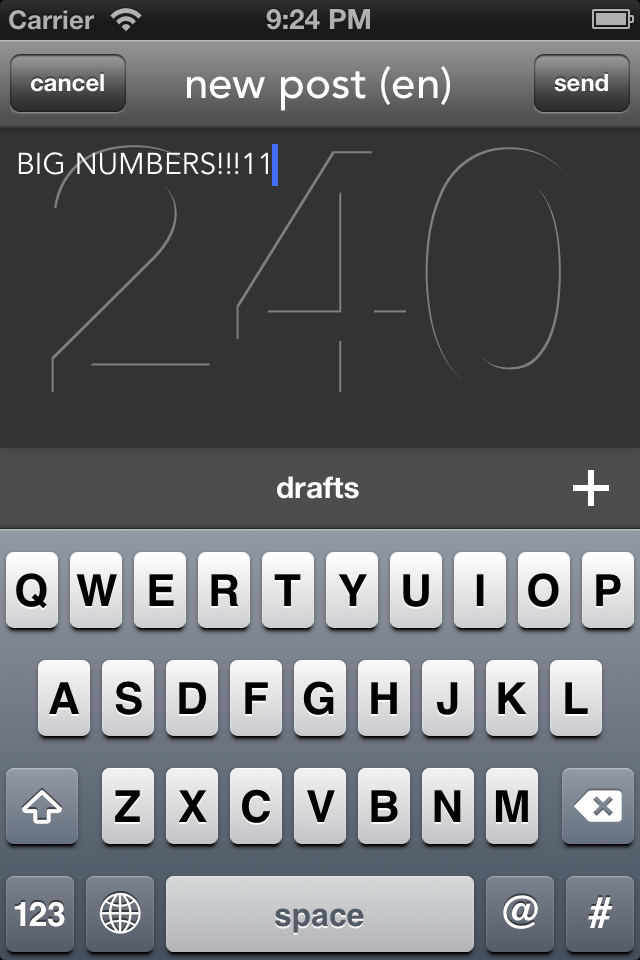 Carrier 9:24 PM
cancel new post (en) send
BIG NUMBERS!!!11
240
drafts +
Q W E R T Y U I O P
A S D F G H J K L
Z X C V B N M
123 space @ #